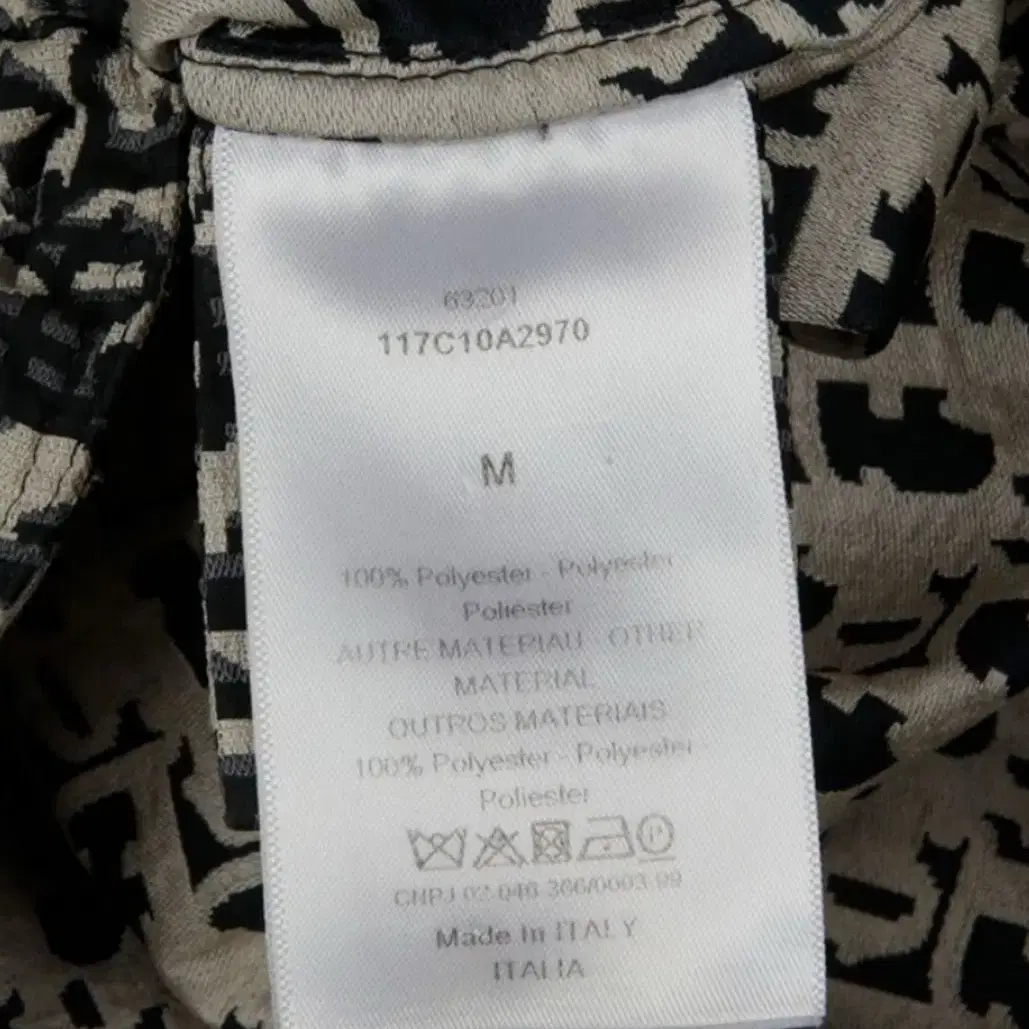 63201
117C10A2970
M
100% Polyester - Polyester
Poliéster
AUTRE MATERIAU - OTHER
MATERIAL
OUTROS MATERIAIS
100% Polyester - Polyester -
Poliester
P
CNPJ 02-046-366/0003-99
Made In ITALY
ITALIA